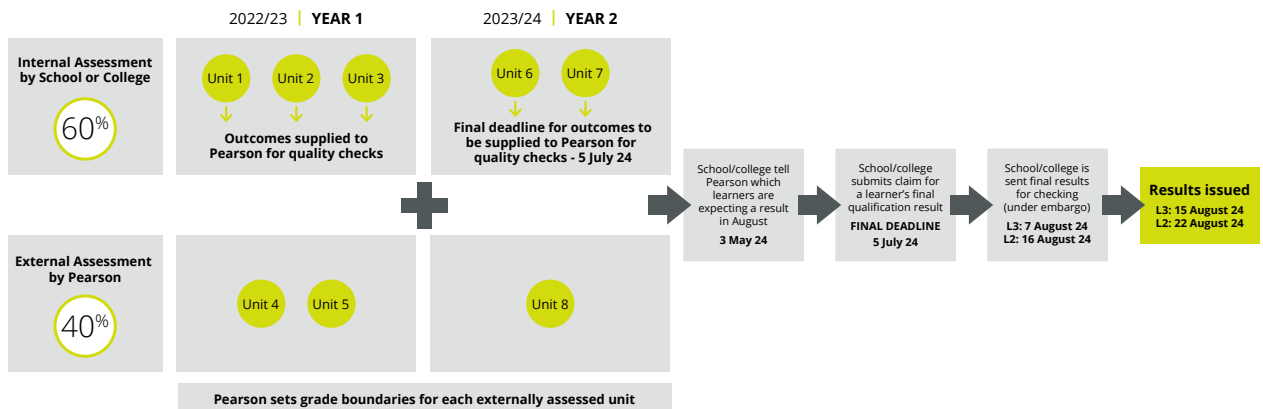 2022/23 | YEAR 1
2023/24 | YEAR 2
Internal Assessment
by School or College
60%
Unit 1
Unit 2
Unit 3
Outcomes supplied to
Pearson for quality checks
Unit 6
Unit 7
Final deadline for outcomes to
be supplied to Pearson for
quality checks - 5 July 24
External Assessment
by Pearson
40%
Unit 4
Unit 5
Unit 8
Pearson sets grade boundaries for each externally assessed unit
School/college tell
Pearson which
learners are
expecting a result
in August
3 May 24
School/college
submits claim for
a learner's final
qualification result
FINAL DEADLINE
5 July 24
School/college is
sent final results
for checking
(under embargo)
L3: 7 August 24
L2: 16 August 24
Results issued
L3: 15 August 24
L2: 22 August 24